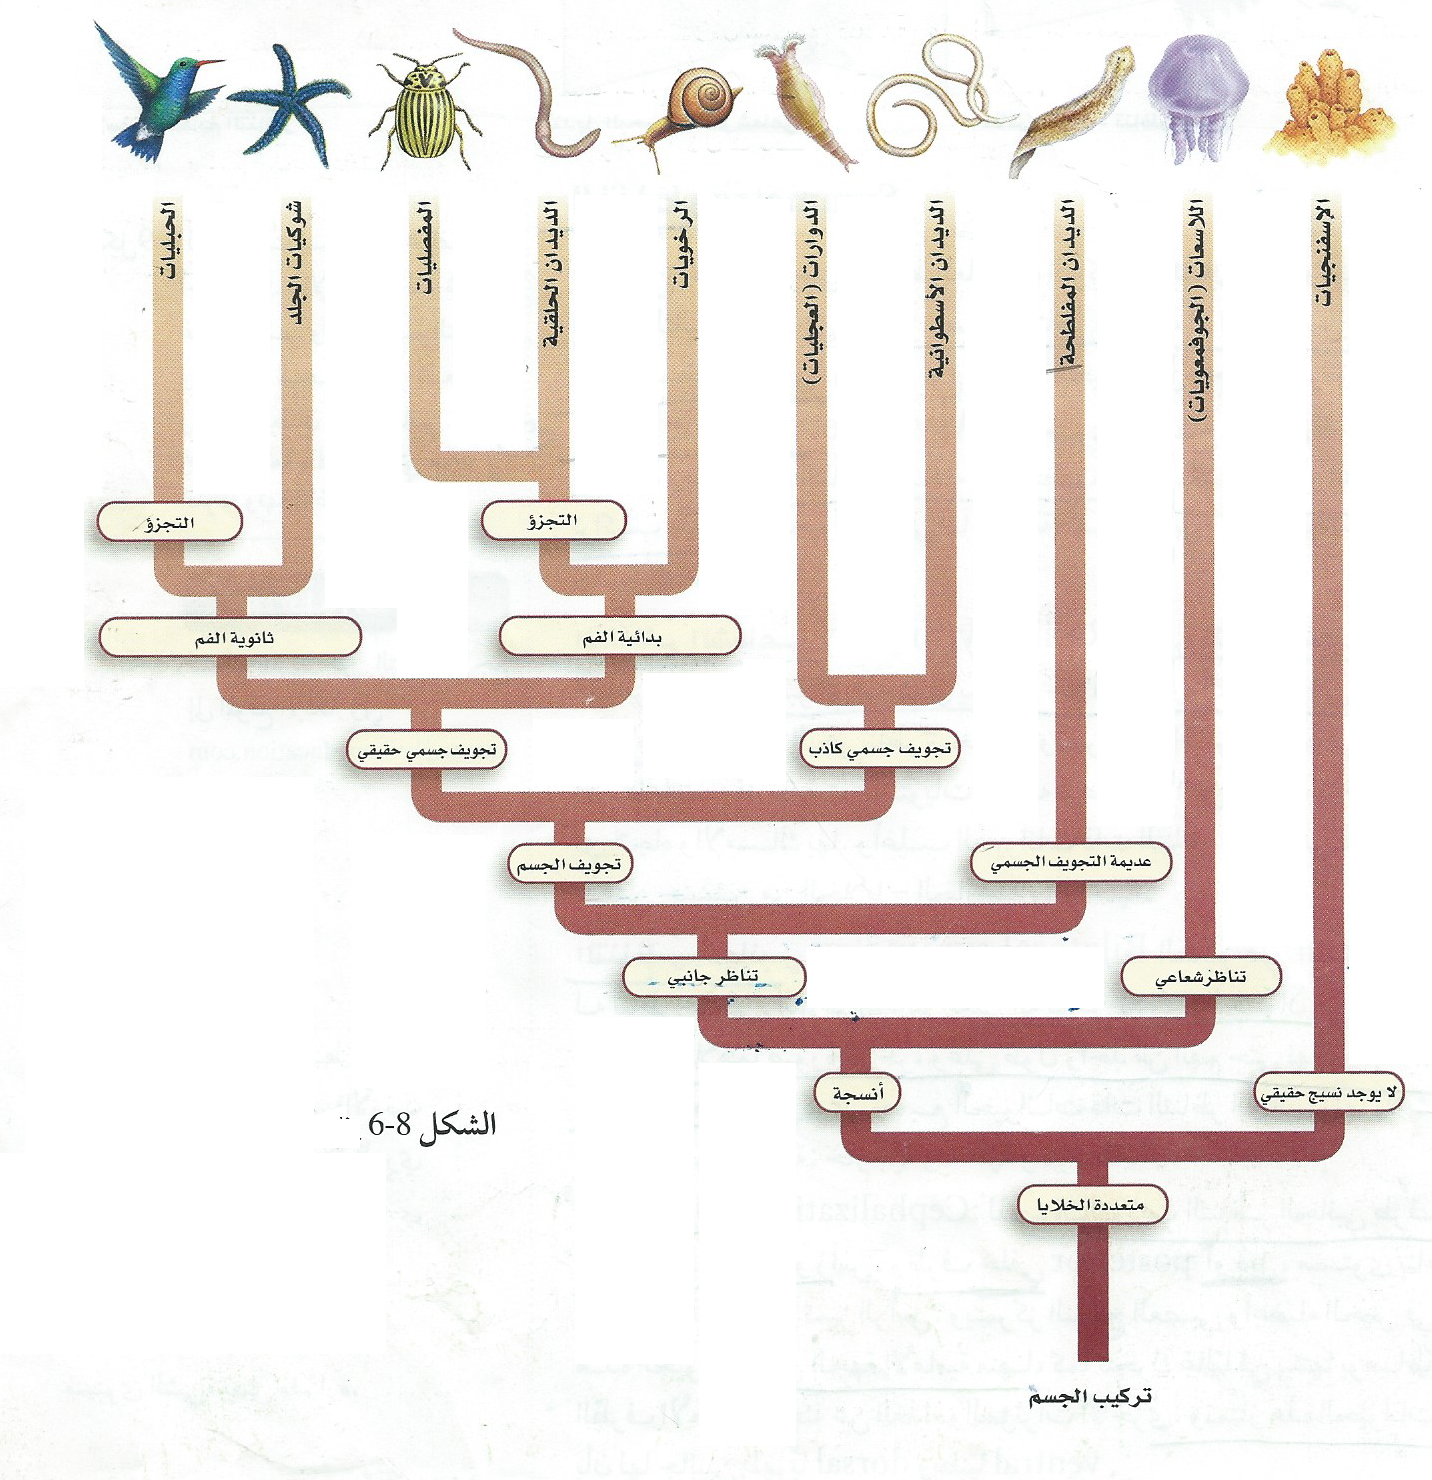 الإسفنجيات
اللاسعات (الجوفمعويات)
الديدان المفلطحة
الديدان الأسطوانية
الدوارات (العجليات)
الرخويات
الديدان الحلقية
المفصليات
شوكيات الجلد
الحبليات
التجزؤ
التجزؤ
بدائية الفم
ثانوية الفم
تجويف جسمي كاذب
تجويف جسمي حقيقي
عديمة التجويف الجسمي
تجويف الجسم
تناظر شعاعي
تناظر جانبي
لا يوجد نسيج حقيقي
أنسجة
الشكل 8-6
متعددة الخلايا
تركيب الجسم